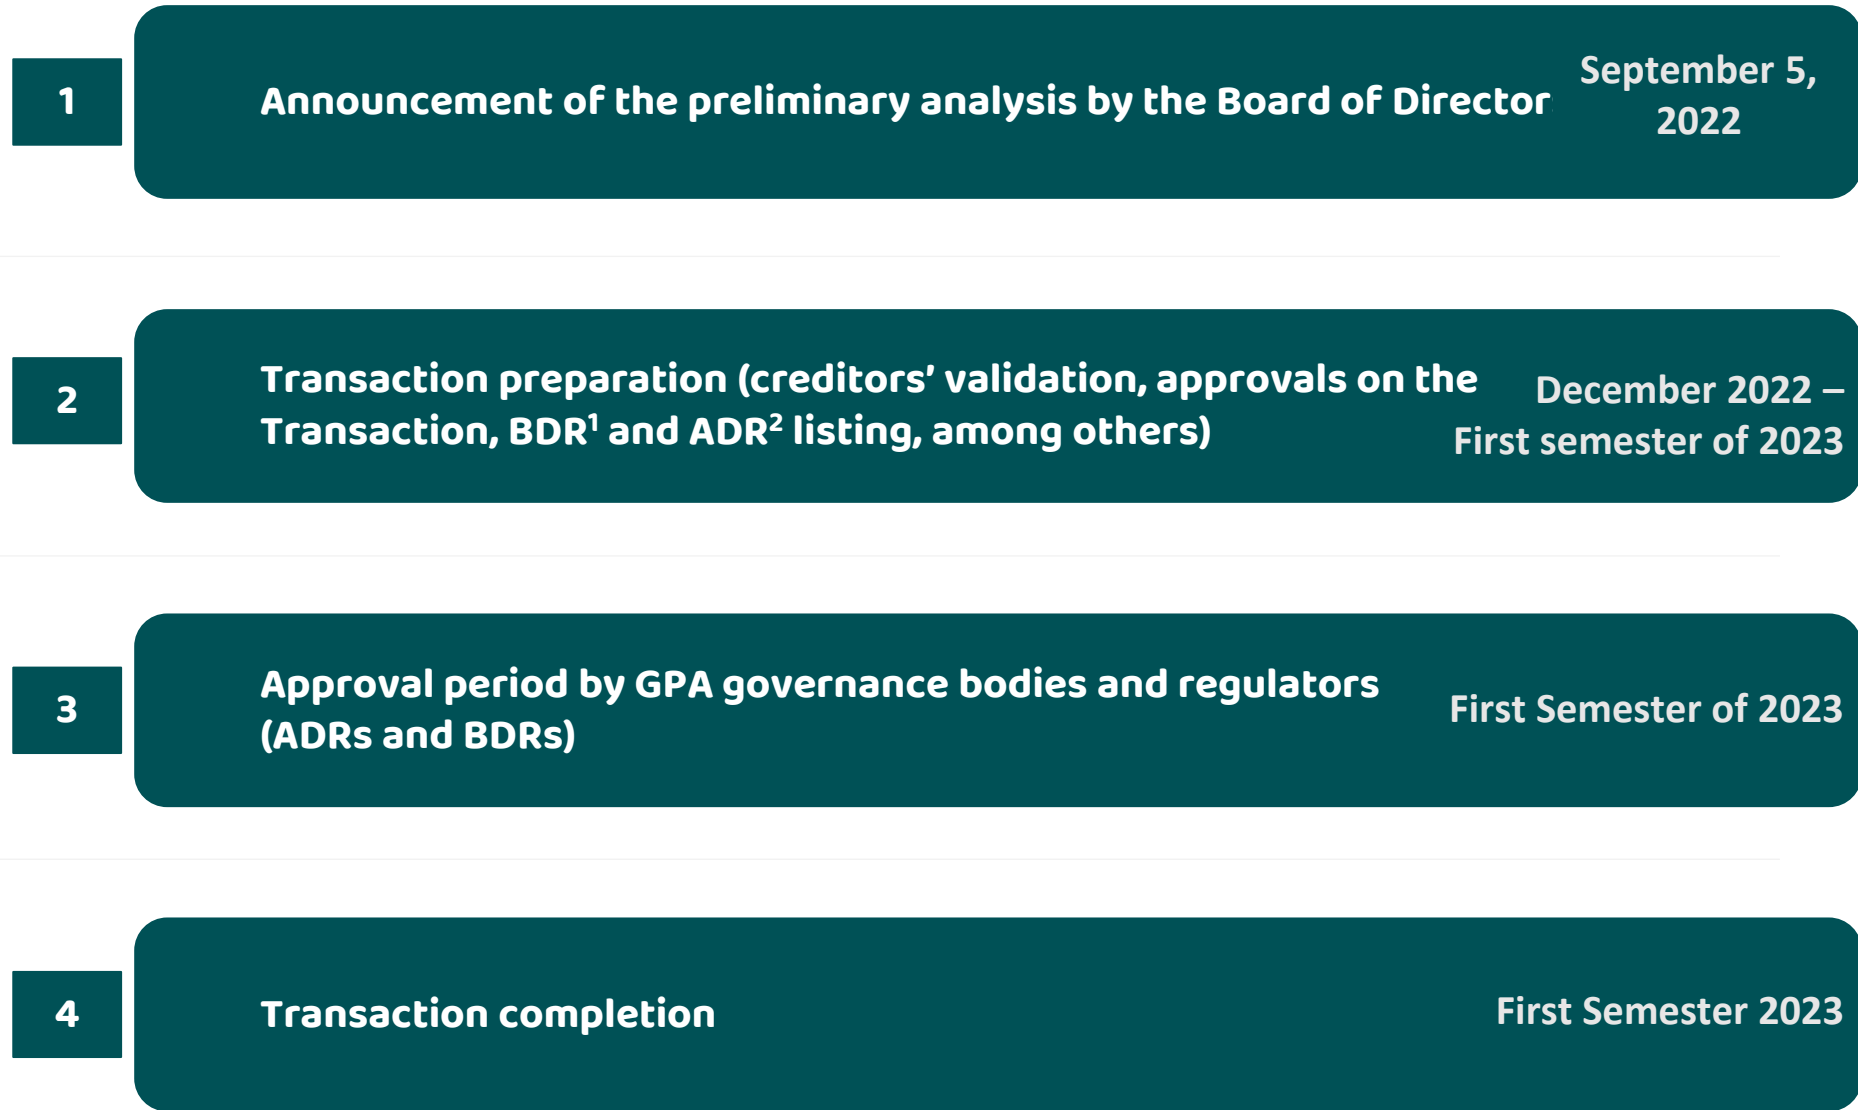 1
Announcement of the preliminary analysis by the Board of Director
September 5,
2022
2
Transaction preparation (creditors’ validation, approvals on the
Transaction, BDR¹ and ADR² listing, among others)
December 2022 –
First semester of 2023
3
Approval period by GPA governance bodies and regulators
(ADRs and BDRs)
First Semester of 2023
4
Transaction completion
First Semester 2023